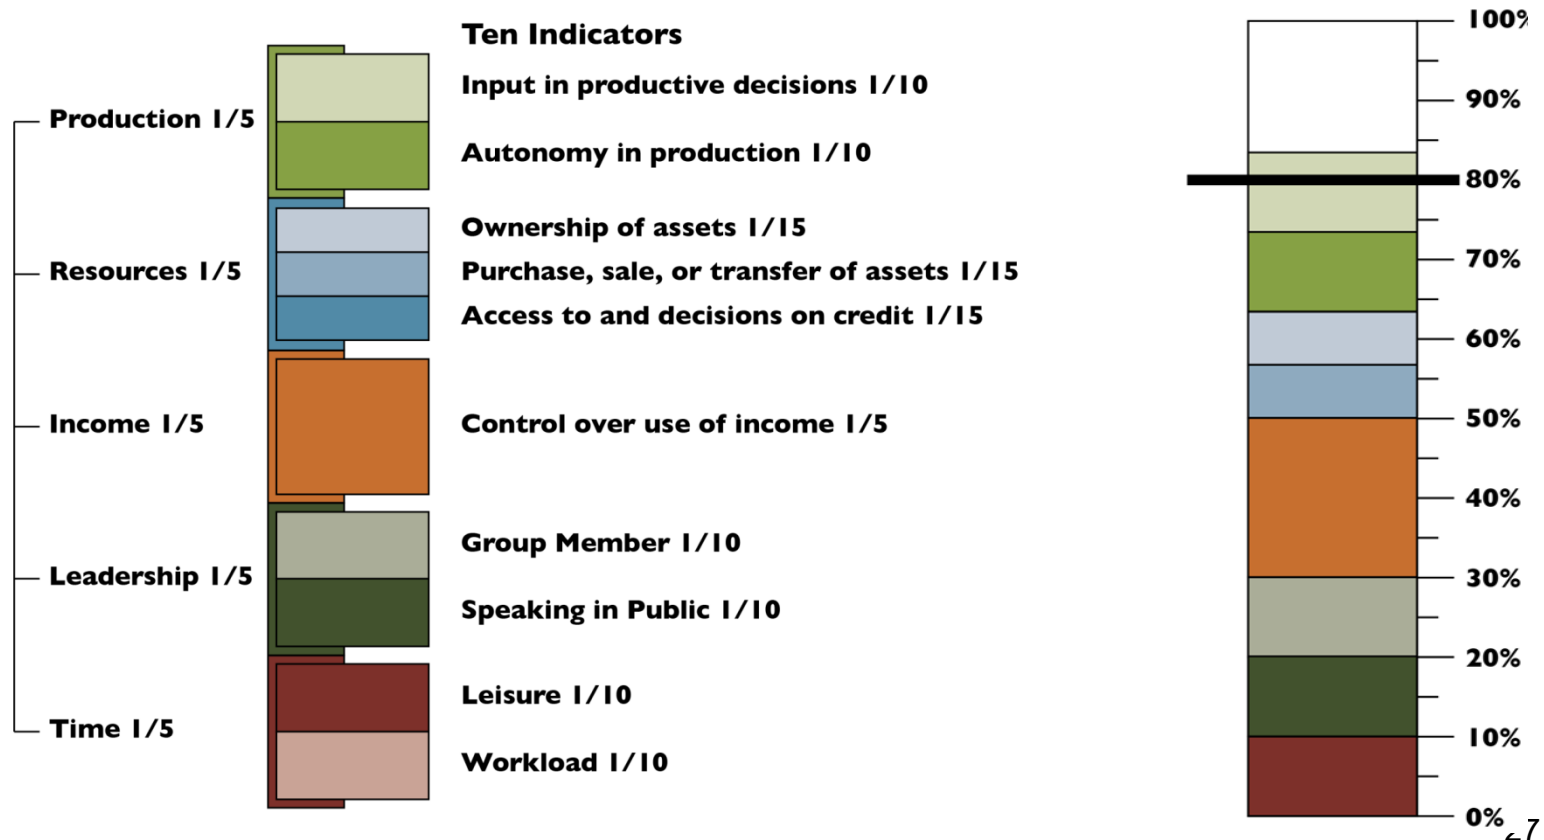 Ten Indicators
Production 1/5
Input in productive decisions 1/10
Autonomy in production 1/10
Resources 1/5
Ownership of assets 1/15
Purchase, sale, or transfer of assets 1/15
Access to and decisions on credit 1/15
Income 1/5
Control over use of income 1/5
Leadership 1/5
Group Member 1/10
Speaking in Public 1/10
Time 1/5
Leisure 1/10
Workload 1/10
100%
90%
80%
70%
60%
50%
40%
30%
20%
10%
0%